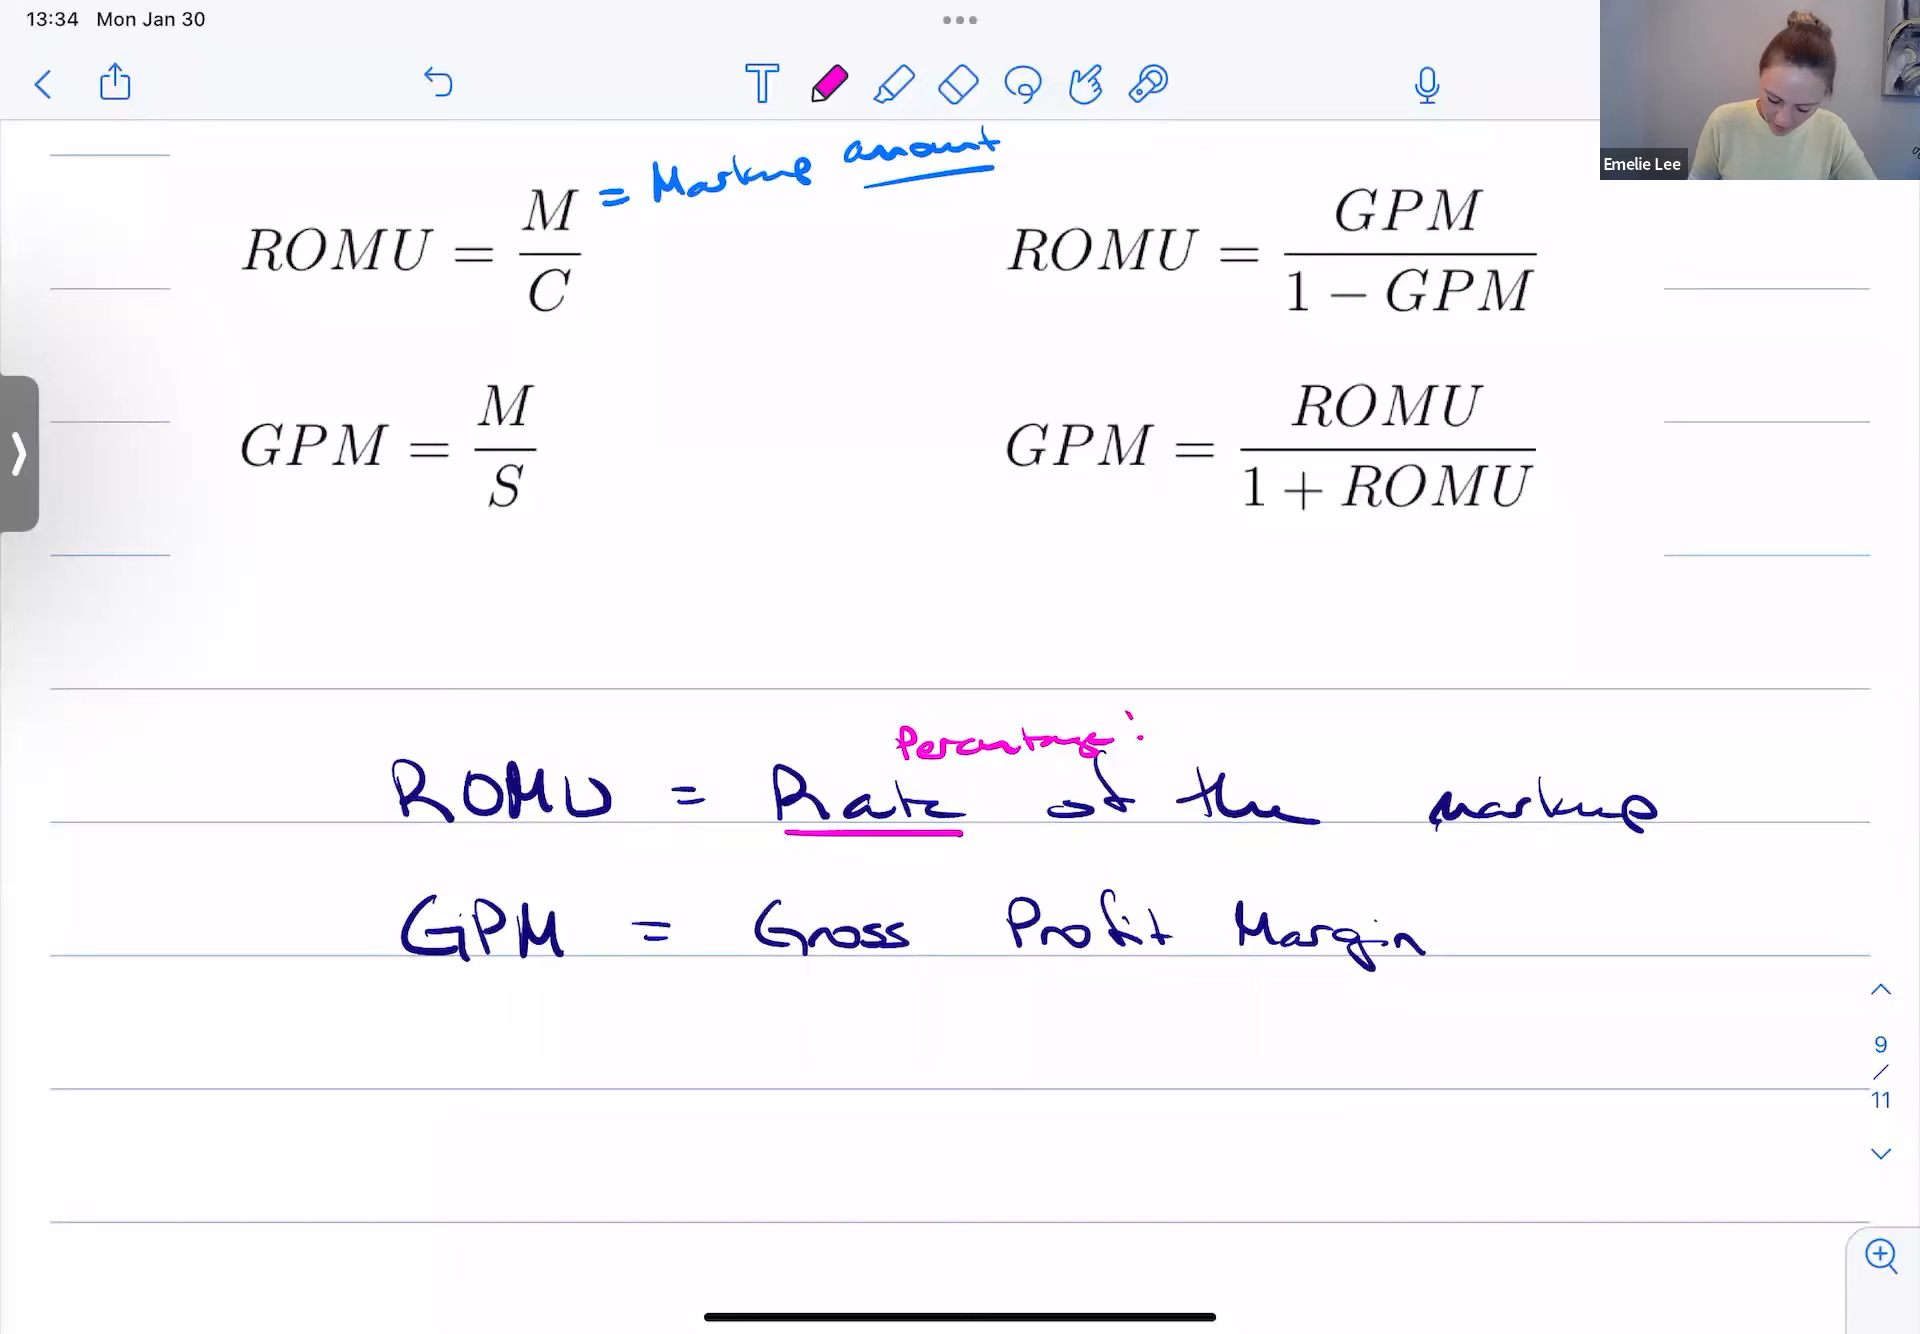 13:34 Mon Jan 30
Emelie Lee
= Markup amount
ROMU = M/C
ROMU = GPM/(1 − GPM)
GPM = M/S
GPM = ROMU/(1 + ROMU)
Percentage!
ROMU = Rate of the markup
GPM = Gross Profit Margin
9
/
11